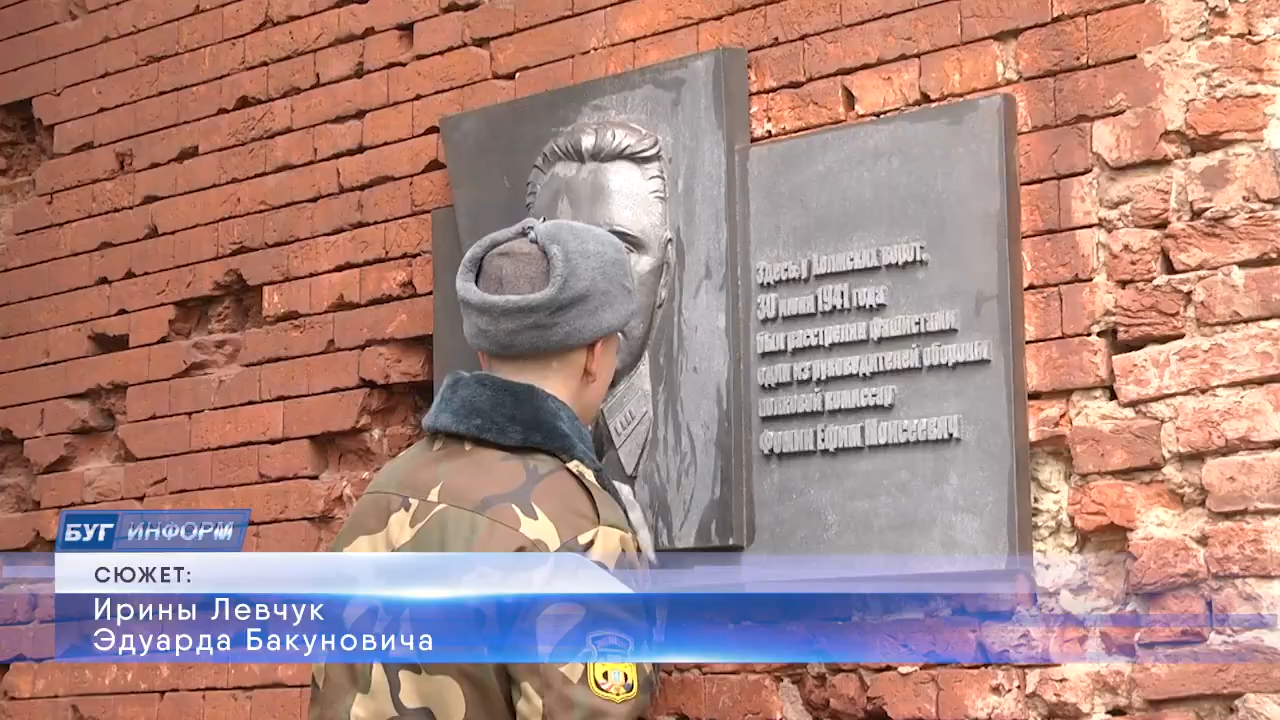 Здесь, у Холмских ворот,
30 июня 1941 года
был расстрелян фашистами
один из руководителей обороны
полковой комиссар
Фомин Ефим Моисеевич
БУГ ИНФОРМ
СЮЖЕТ:
Ирины Левчук
Эдуарда Бакуновича